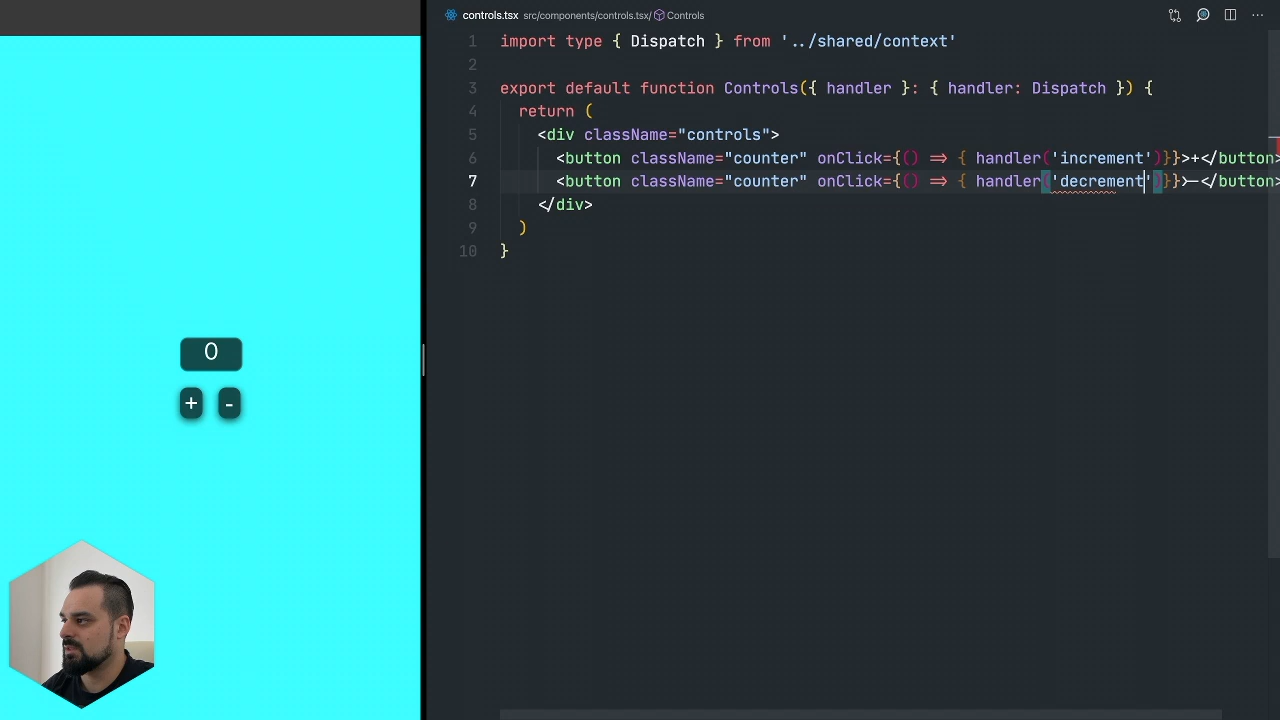 controls.tsx src/components/controls.tsx/ Controls
1 import type { Dispatch } from '../shared/context'
2
3 export default function Controls({ handler }: { handler: Dispatch }) {
4 return (
5 <div className="controls">
6 <button className="counter" onClick={() => { handler('increment')}}>+</button>
7 <button className="counter" onClick={() => { handler('decrement')}}>-</button>
8 </div>
9 )
10 }
0
+ -